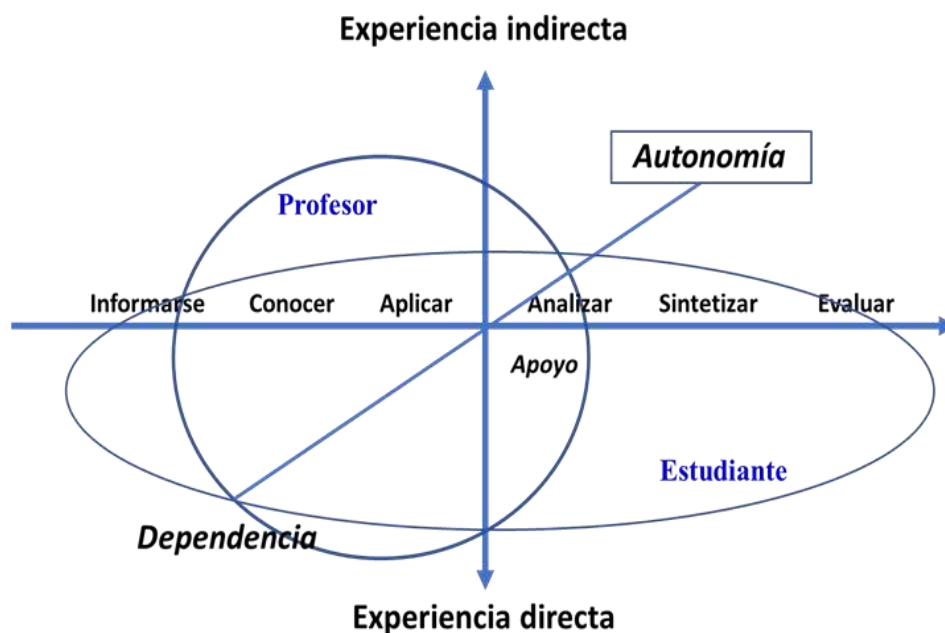 Experiencia indirecta
Autonomía
Profesor
Informarse Conocer Aplicar Analizar Sintetizar Evaluar
Apoyo
Estudiante
Dependencia
Experiencia directa